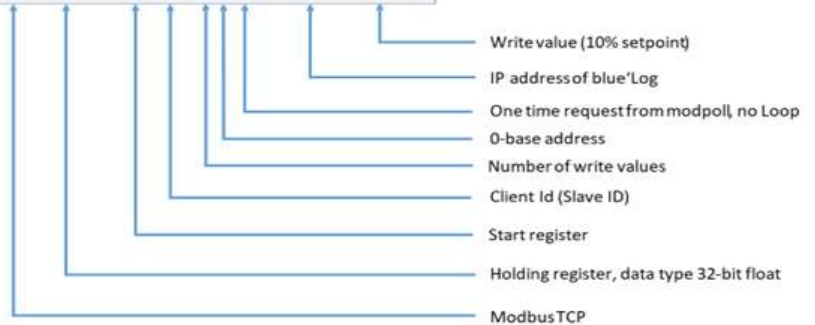 Write value (10% setpoint)
IP address of blue'Log
One time request from modpoll, no Loop
0-base address
Number of write values
Client Id (Slave ID)
Start register
Holding register, data type 32-bit float
Modbus TCP